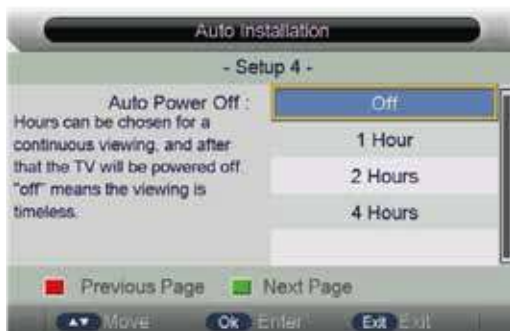 Auto Installation
- Setup 4 -
Auto Power Off :
Hours can be chosen for a
continuous viewing, and after
that the TV will be powered off.
"off" means the viewing is
timeless.
Off
1 Hour
2 Hours
4 Hours
Previous Page Next Page
Move Ok Enter Exit Exit